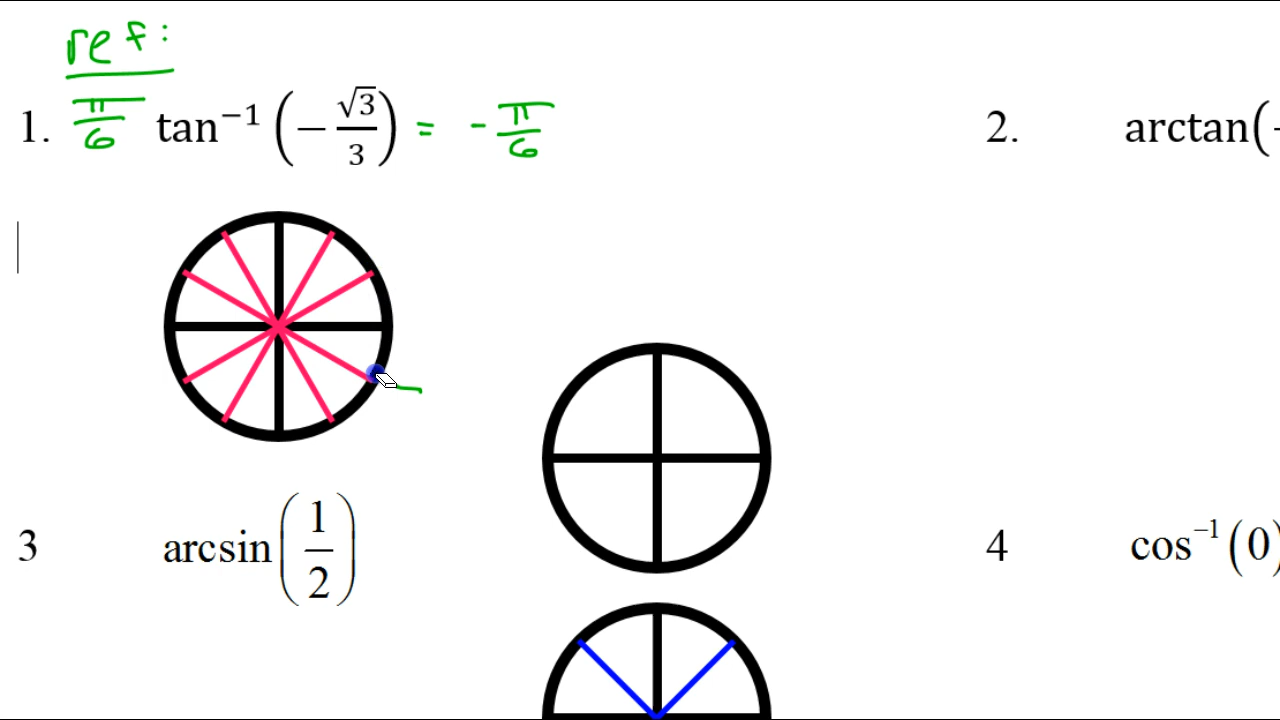 ref:
1. π/6 tan⁻¹(−√3/3) = -π/6
2. arctan(-
3 arcsin(1/2)
4 cos⁻¹(0)